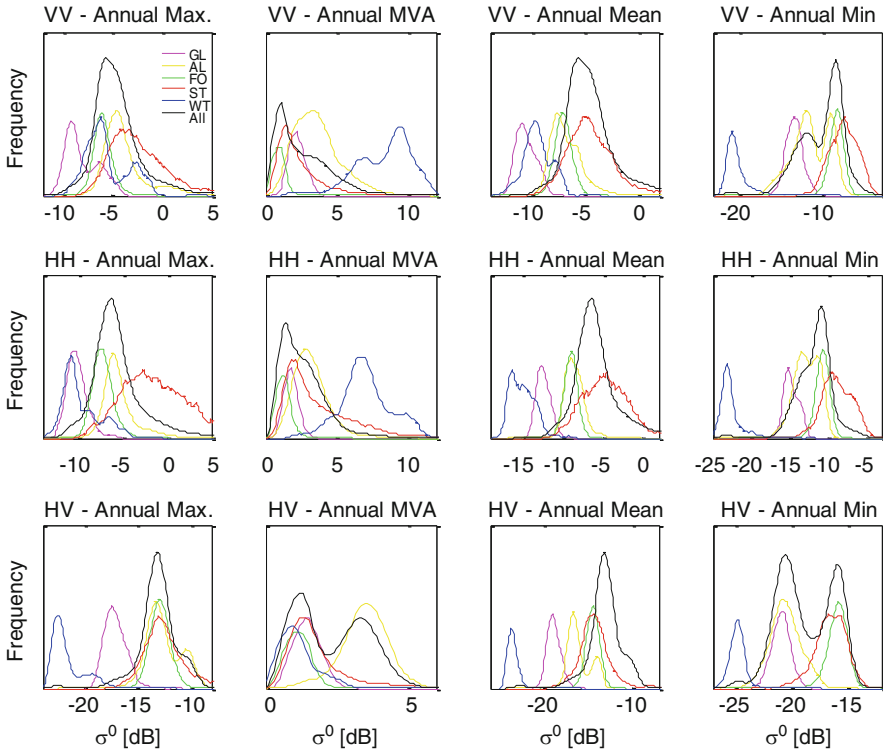 VV - Annual Max. VV - Annual MVA VV - Annual Mean VV - Annual Min
Frequency
GL
AL
FO
ST
WT
All
-10 -5 0 5 0 5 10 -10 -5 0 -20 -10
HH - Annual Max. HH - Annual MVA HH - Annual Mean HH - Annual Min
Frequency
-10 -5 0 0 5 10 -15 -10 -5 0 -25 -20 -15 -10 -5
HV - Annual Max. HV - Annual MVA HV - Annual Mean HV - Annual Min
Frequency
-20 -10 0 5 -20 -10 -25 -20 -15
σ⁰ [dB] σ⁰ [dB] σ⁰ [dB] σ⁰ [dB]